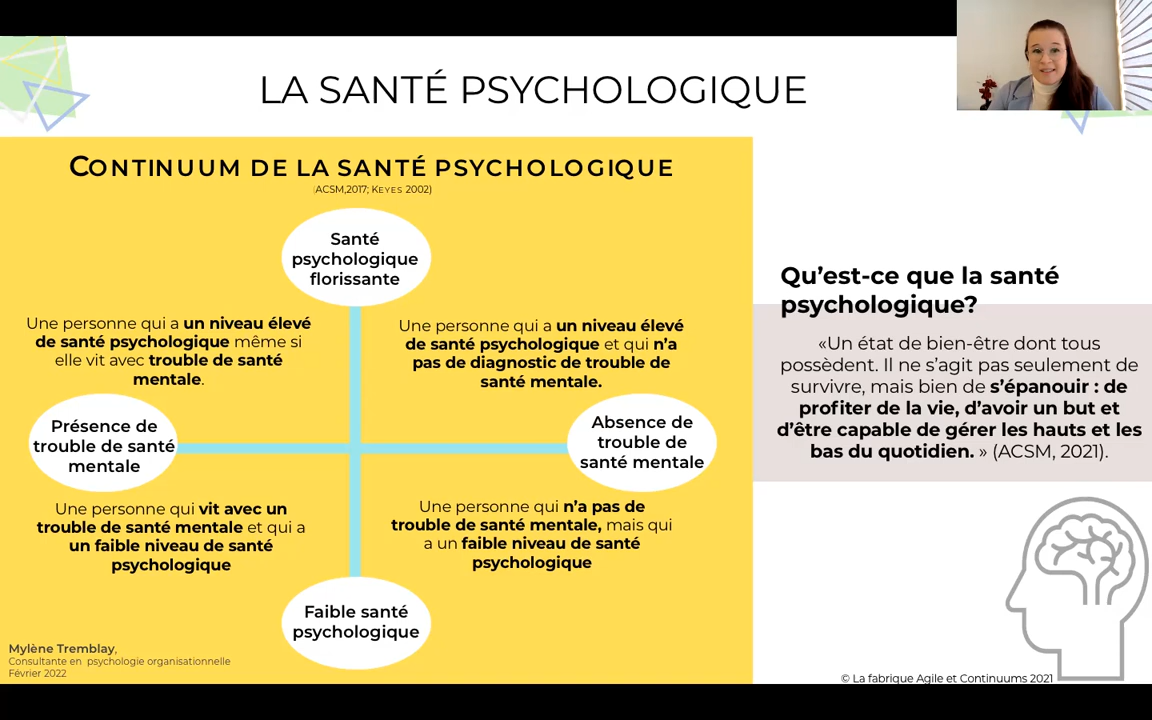 LA SANTÉ PSYCHOLOGIQUE
CONTINUUM DE LA SANTÉ PSYCHOLOGIQUE
(ACSM,2017; KEYES 2002)
Santé
psychologique
florissante
Une personne qui a un niveau élevé
de santé psychologique même si
elle vit avec trouble de santé
mentale.
Une personne qui a un niveau élevé
de santé psychologique et qui n'a
pas de diagnostic de trouble de
santé mentale.
Présence de
trouble de santé
mentale
Absence de
trouble de
santé mentale
Une personne qui vit avec un
trouble de santé mentale et qui a
un faible niveau de santé
psychologique
Une personne qui n'a pas de
trouble de santé mentale, mais qui
a un faible niveau de santé
psychologique
Faible santé
psychologique
Mylène Tremblay,
Consultante en psychologie organisationnelle
Février 2022
Qu'est-ce que la santé
psychologique?
«Un état de bien-être dont tous
possèdent. Il ne s'agit pas seulement de
survivre, mais bien de s'épanouir : de
profiter de la vie, d'avoir un but et
d'être capable de gérer les hauts et les
bas du quotidien. » (ACSM, 2021).
© La fabrique Agile et Continuums 2021